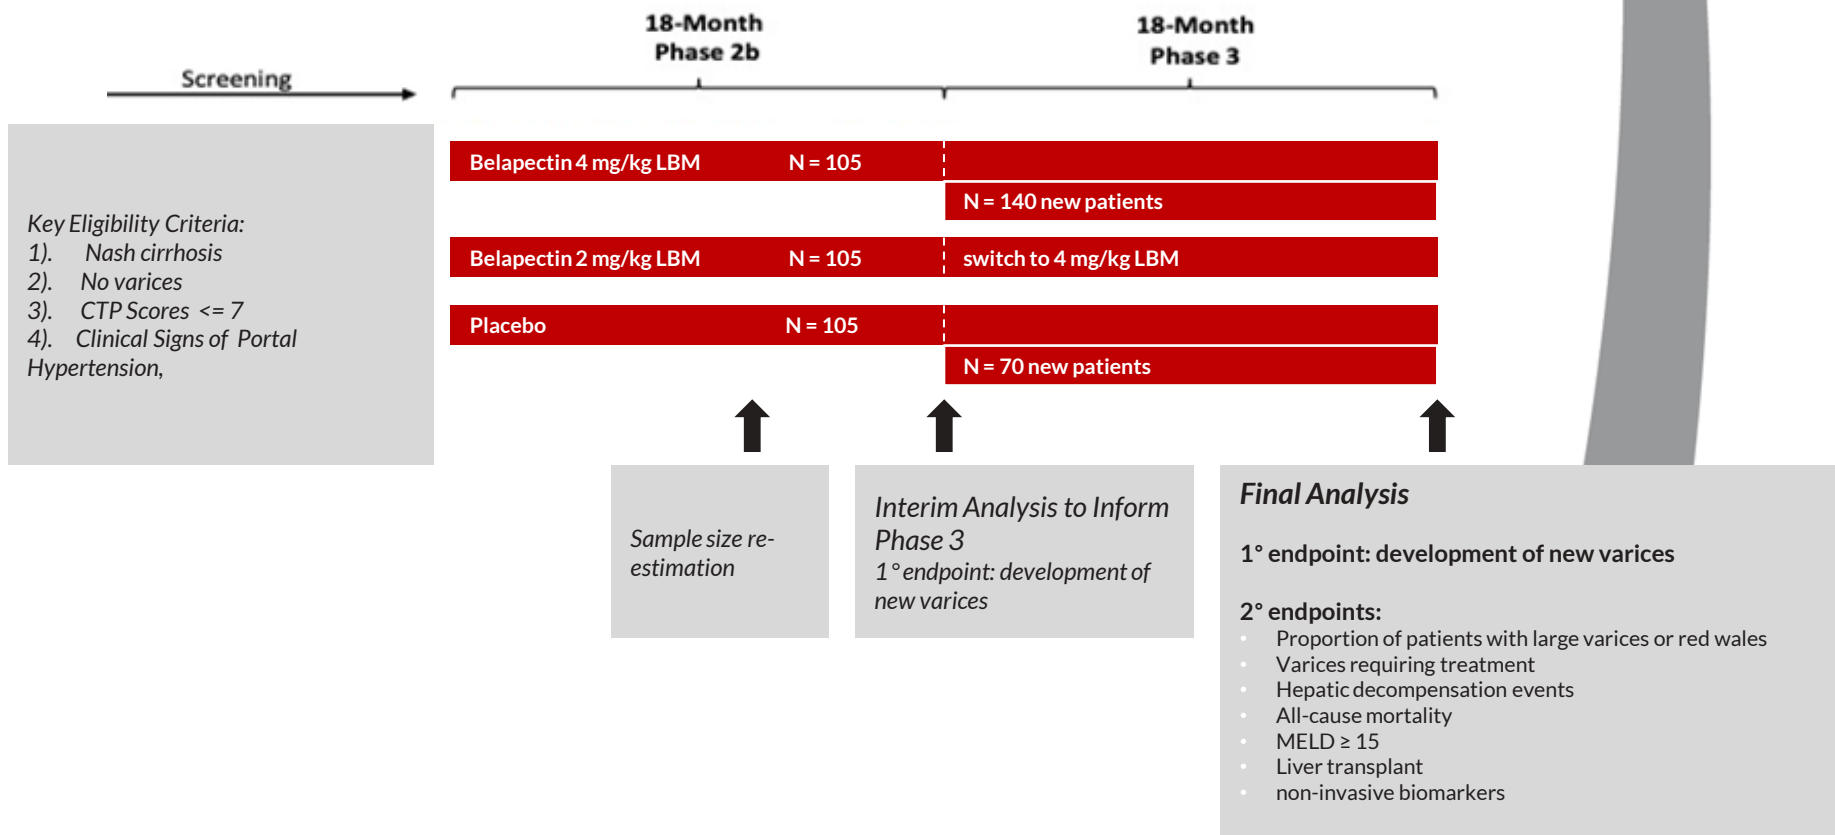 18-Month
Phase 2b
18-Month
Phase 3
Screening
Key Eligibility Criteria:
1). Nash cirrhosis
2). No varices
3). CTP Scores <= 7
4). Clinical Signs of Portal
Hypertension,
Belapectin 4 mg/kg LBM N = 105
N = 140 new patients
Belapectin 2 mg/kg LBM N = 105 switch to 4 mg/kg LBM
Placebo N = 105
N = 70 new patients
Sample size re-
estimation
Interim Analysis to Inform
Phase 3
1° endpoint: development of
new varices
Final Analysis
1° endpoint: development of new varices
2° endpoints:
• Proportion of patients with large varices or red wales
• Varices requiring treatment
• Hepatic decompensation events
• All-cause mortality
• MELD ≥ 15
• Liver transplant
• non-invasive biomarkers